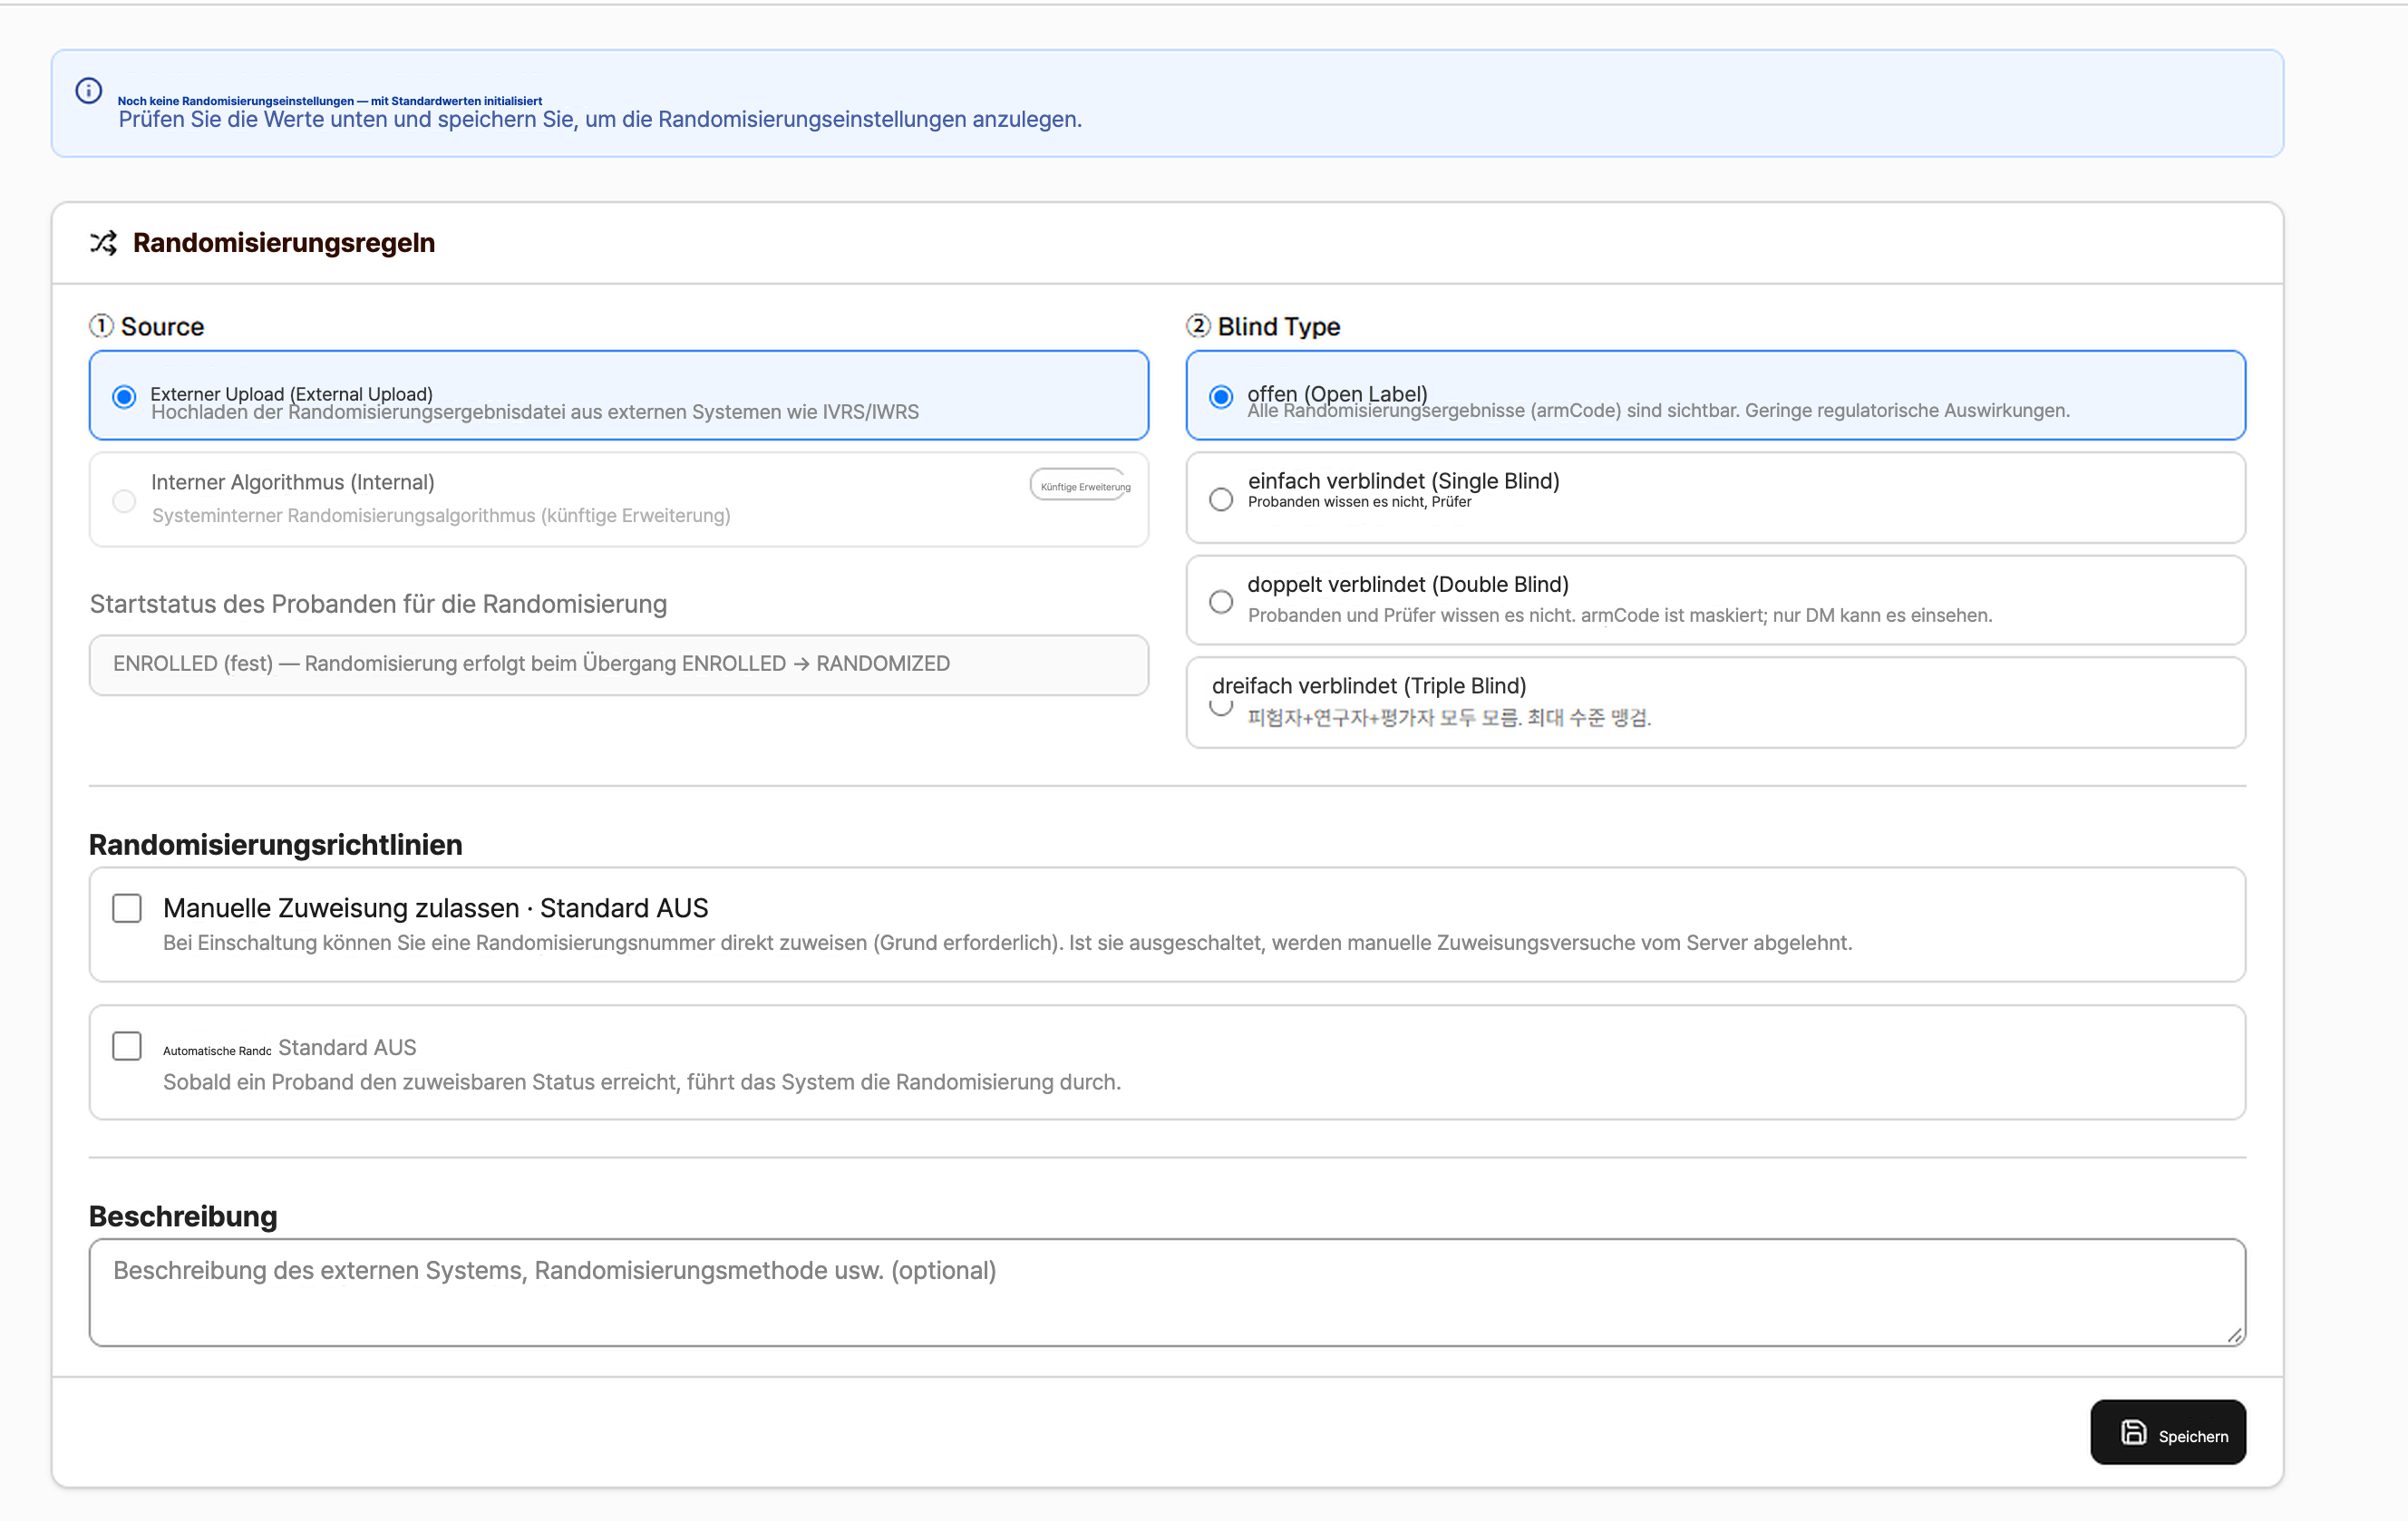 Noch keine Randomisierungseinstellungen — mit Standardwerten initialisiert
Prüfen Sie die Werte unten und speichern Sie, um die Randomisierungseinstellungen anzulegen.
Randomisierungsregeln
① Source
Externer Upload (External Upload)
Hochladen der Randomisierungsergebnisdatei aus externen Systemen wie IVRS/IWRS
Interner Algorithmus (Internal)
Künftige Erweiterung
Systeminterner Randomisierungsalgorithmus (künftige Erweiterung)
Startstatus des Probanden für die Randomisierung
ENROLLED (fest) — Randomisierung erfolgt beim Übergang ENROLLED → RANDOMIZED
② Blind Type
offen (Open Label)
Alle Randomisierungsergebnisse (armCode) sind sichtbar. Geringe regulatorische Auswirkungen.
einfach verblindet (Single Blind)
Probanden wissen es nicht, Prüfer
doppelt verblindet (Double Blind)
Probanden und Prüfer wissen es nicht. armCode ist maskiert; nur DM kann es einsehen.
dreifach verblindet (Triple Blind)
피험자+연구자+평가자 모두 모름. 최대 수준 맹검.
Randomisierungsrichtlinien
Manuelle Zuweisung zulassen · Standard AUS
Bei Einschaltung können Sie eine Randomisierungsnummer direkt zuweisen (Grund erforderlich). Ist sie ausgeschaltet, werden manuelle Zuweisungsversuche vom Server abgelehnt.
Automatische Rando Standard AUS
Sobald ein Proband den zuweisbaren Status erreicht, führt das System die Randomisierung durch.
Beschreibung
Beschreibung des externen Systems, Randomisierungsmethode usw. (optional)
Speichern